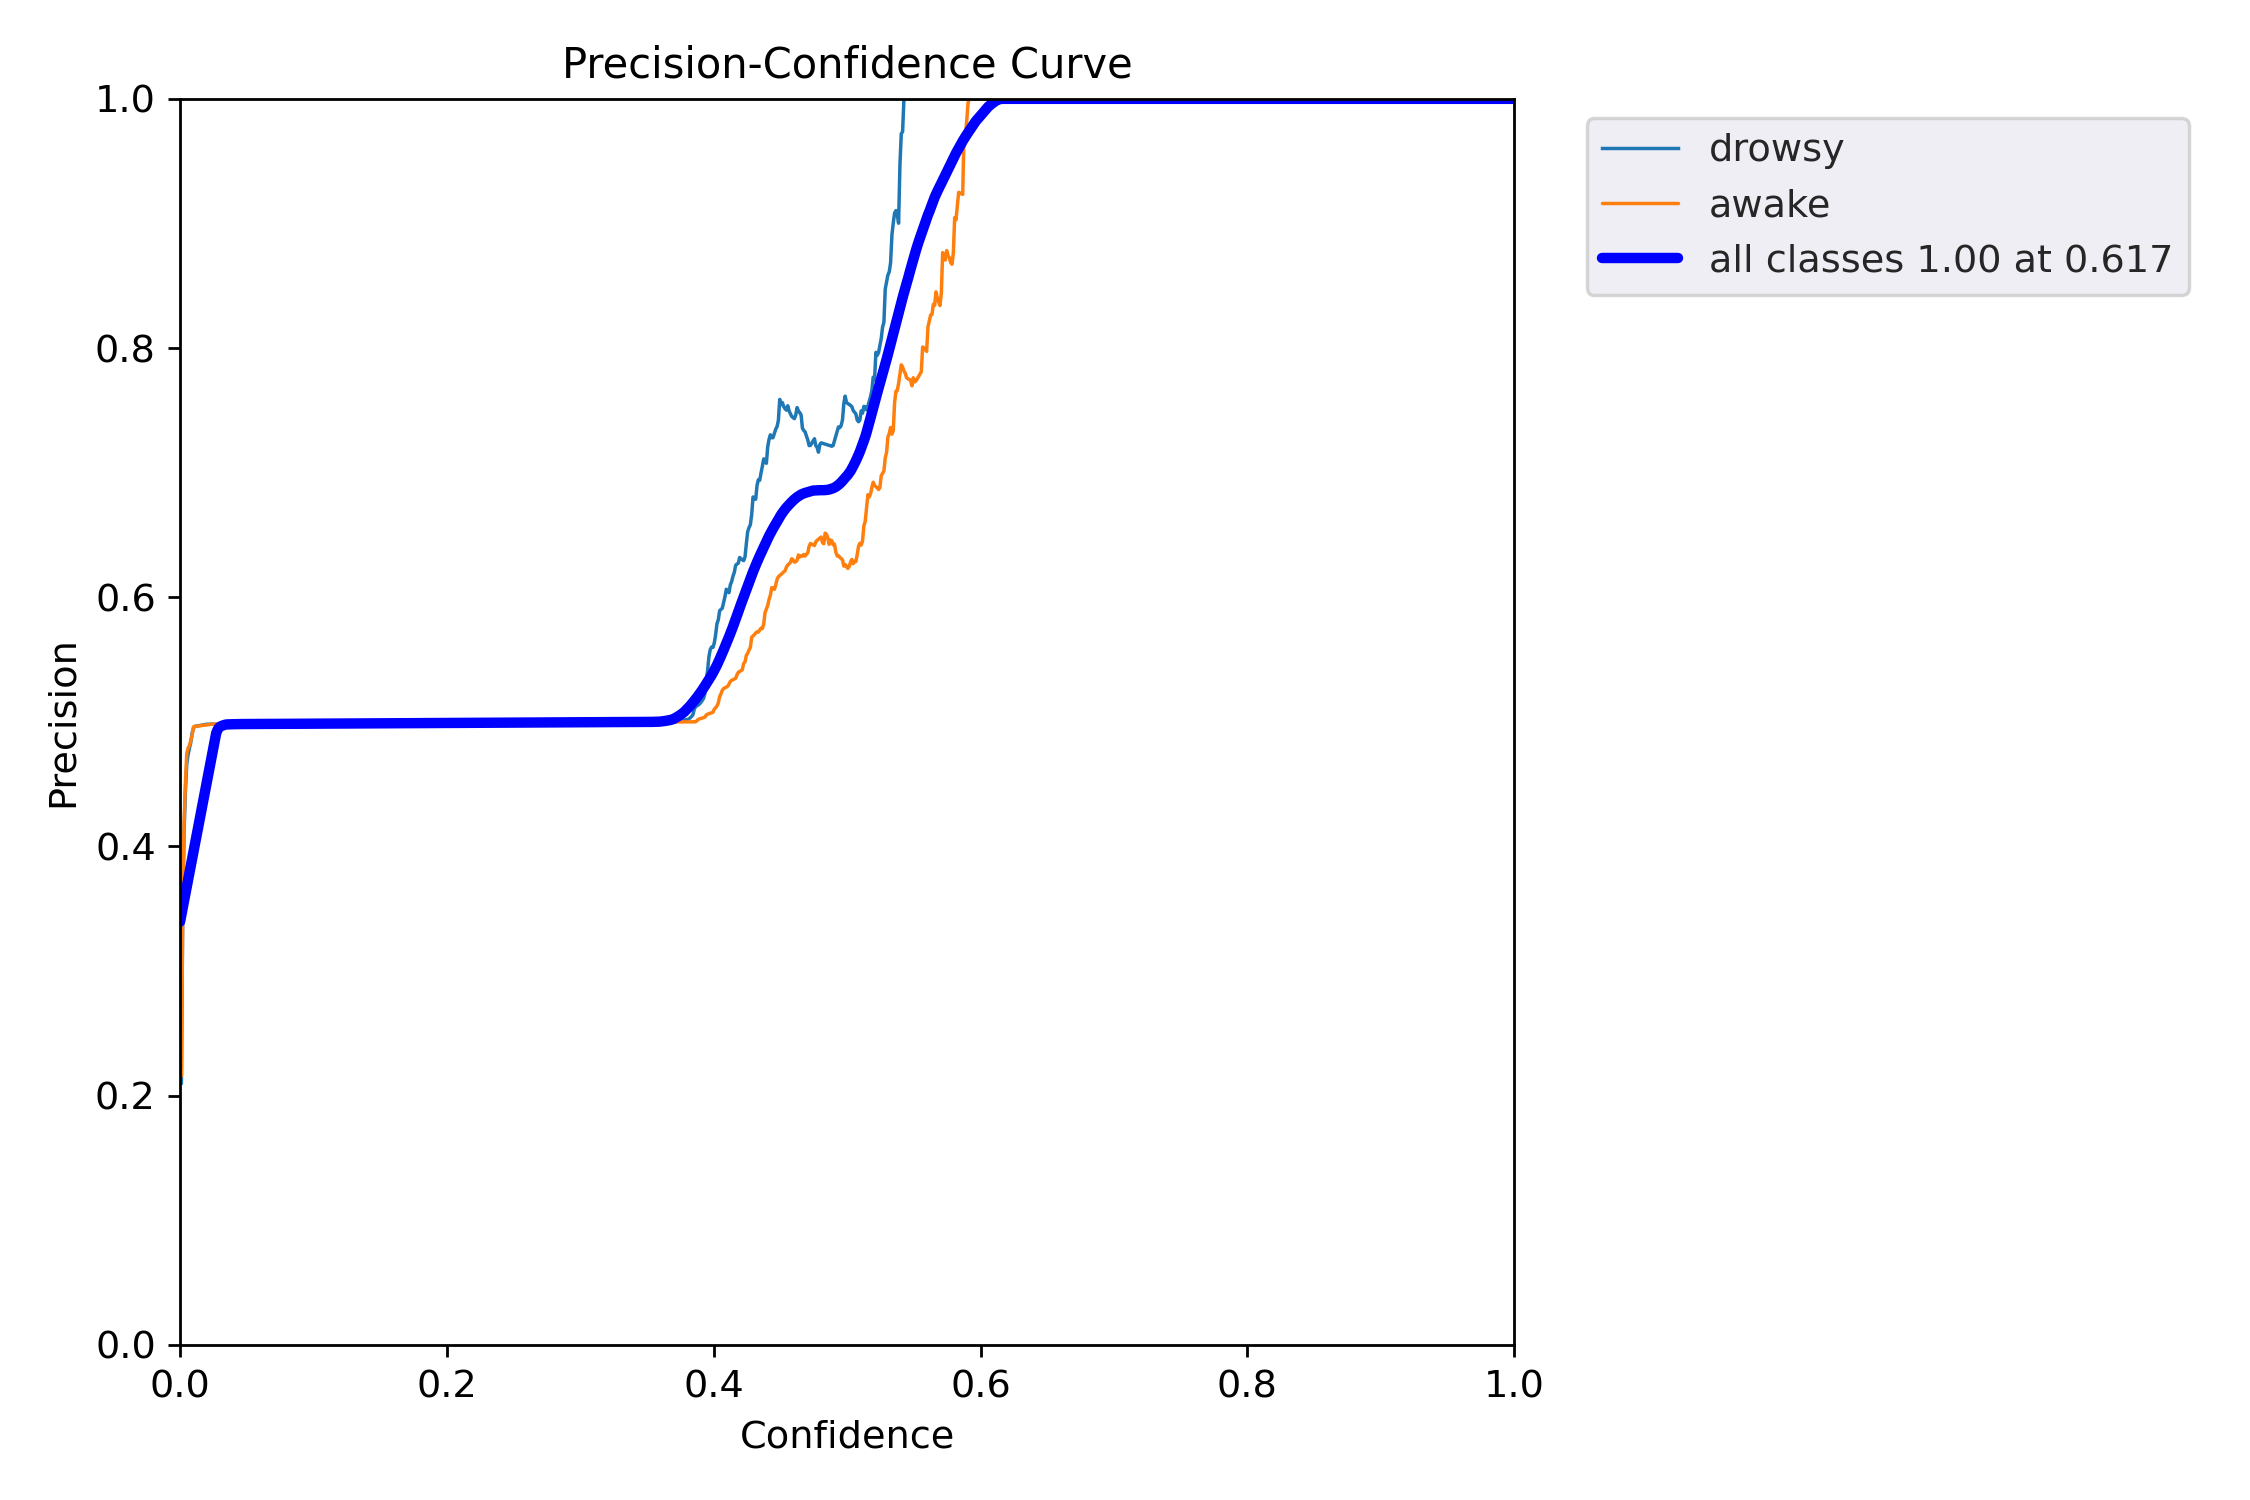 Precision-Confidence Curve
1.0
0.8
0.6
0.4
0.2
0.0
Precision
0.0 0.2 0.4 0.6 0.8 1.0
Confidence
drowsy
awake
all classes 1.00 at 0.617